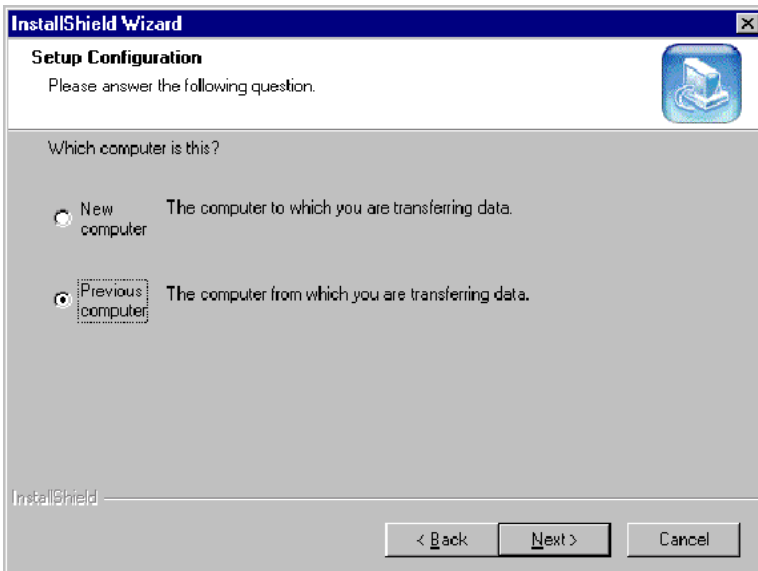 InstallShield Wizard
Setup Configuration
Please answer the following question.
Which computer is this?
New computer
The computer to which you are transferring data.
Previous computer
The computer from which you are transferring data.
InstallShield
< Back
Next >
Cancel